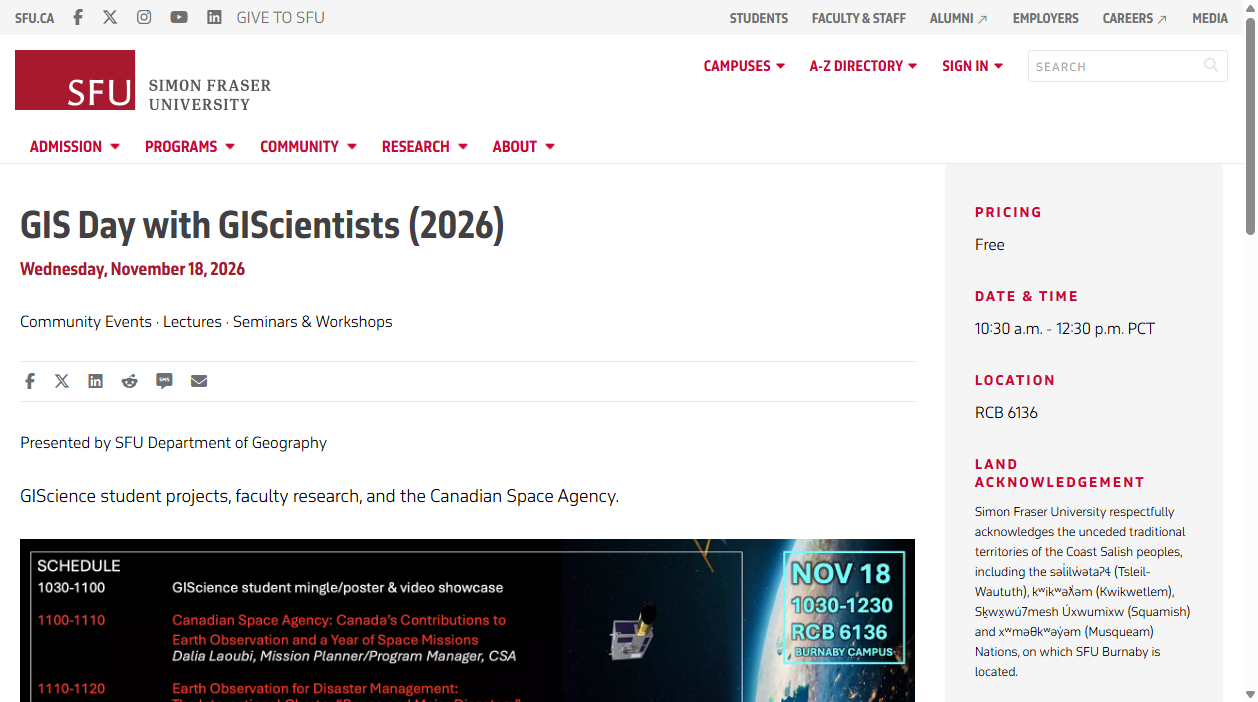 SFU.CA GIVE TO SFU STUDENTS FACULTY & STAFF ALUMNI EMPLOYERS CAREERS MEDIA
SFU SIMON FRASER
UNIVERSITY
CAMPUSES A-Z DIRECTORY SIGN IN SEARCH
ADMISSION PROGRAMS COMMUNITY RESEARCH ABOUT
GIS Day with GIScientists (2026)
Wednesday, November 18, 2026
Community Events · Lectures · Seminars & Workshops
SMS
Presented by SFU Department of Geography
GIScience student projects, faculty research, and the Canadian Space Agency.
SCHEDULE
1030-1100 GIScience student mingle/poster & video showcase
1100-1110 Canadian Space Agency: Canada's Contributions to
Earth Observation and a Year of Space Missions
Dalia Laoubi, Mission Planner/Program Manager, CSA
1110-1120 Earth Observation for Disaster Management:
NOV 18
1030-1230
RCB 6136
BURNABY CAMPUS
PRICING
Free
DATE & TIME
10:30 a.m. - 12:30 p.m. PCT
LOCATION
RCB 6136
LAND
ACKNOWLEDGEMENT
Simon Fraser University respectfully
acknowledges the unceded traditional
territories of the Coast Salish peoples,
including the səl̓ilw̓ətaʔɬ (Tsleil-
Waututh), kʷikʷəƛ̓əm (Kwikwetlem),
Sḵwx̱wú7mesh Úxwumixw (Squamish)
and xʷməθkʷəy̓əm (Musqueam)
Nations, on which SFU Burnaby is
located.